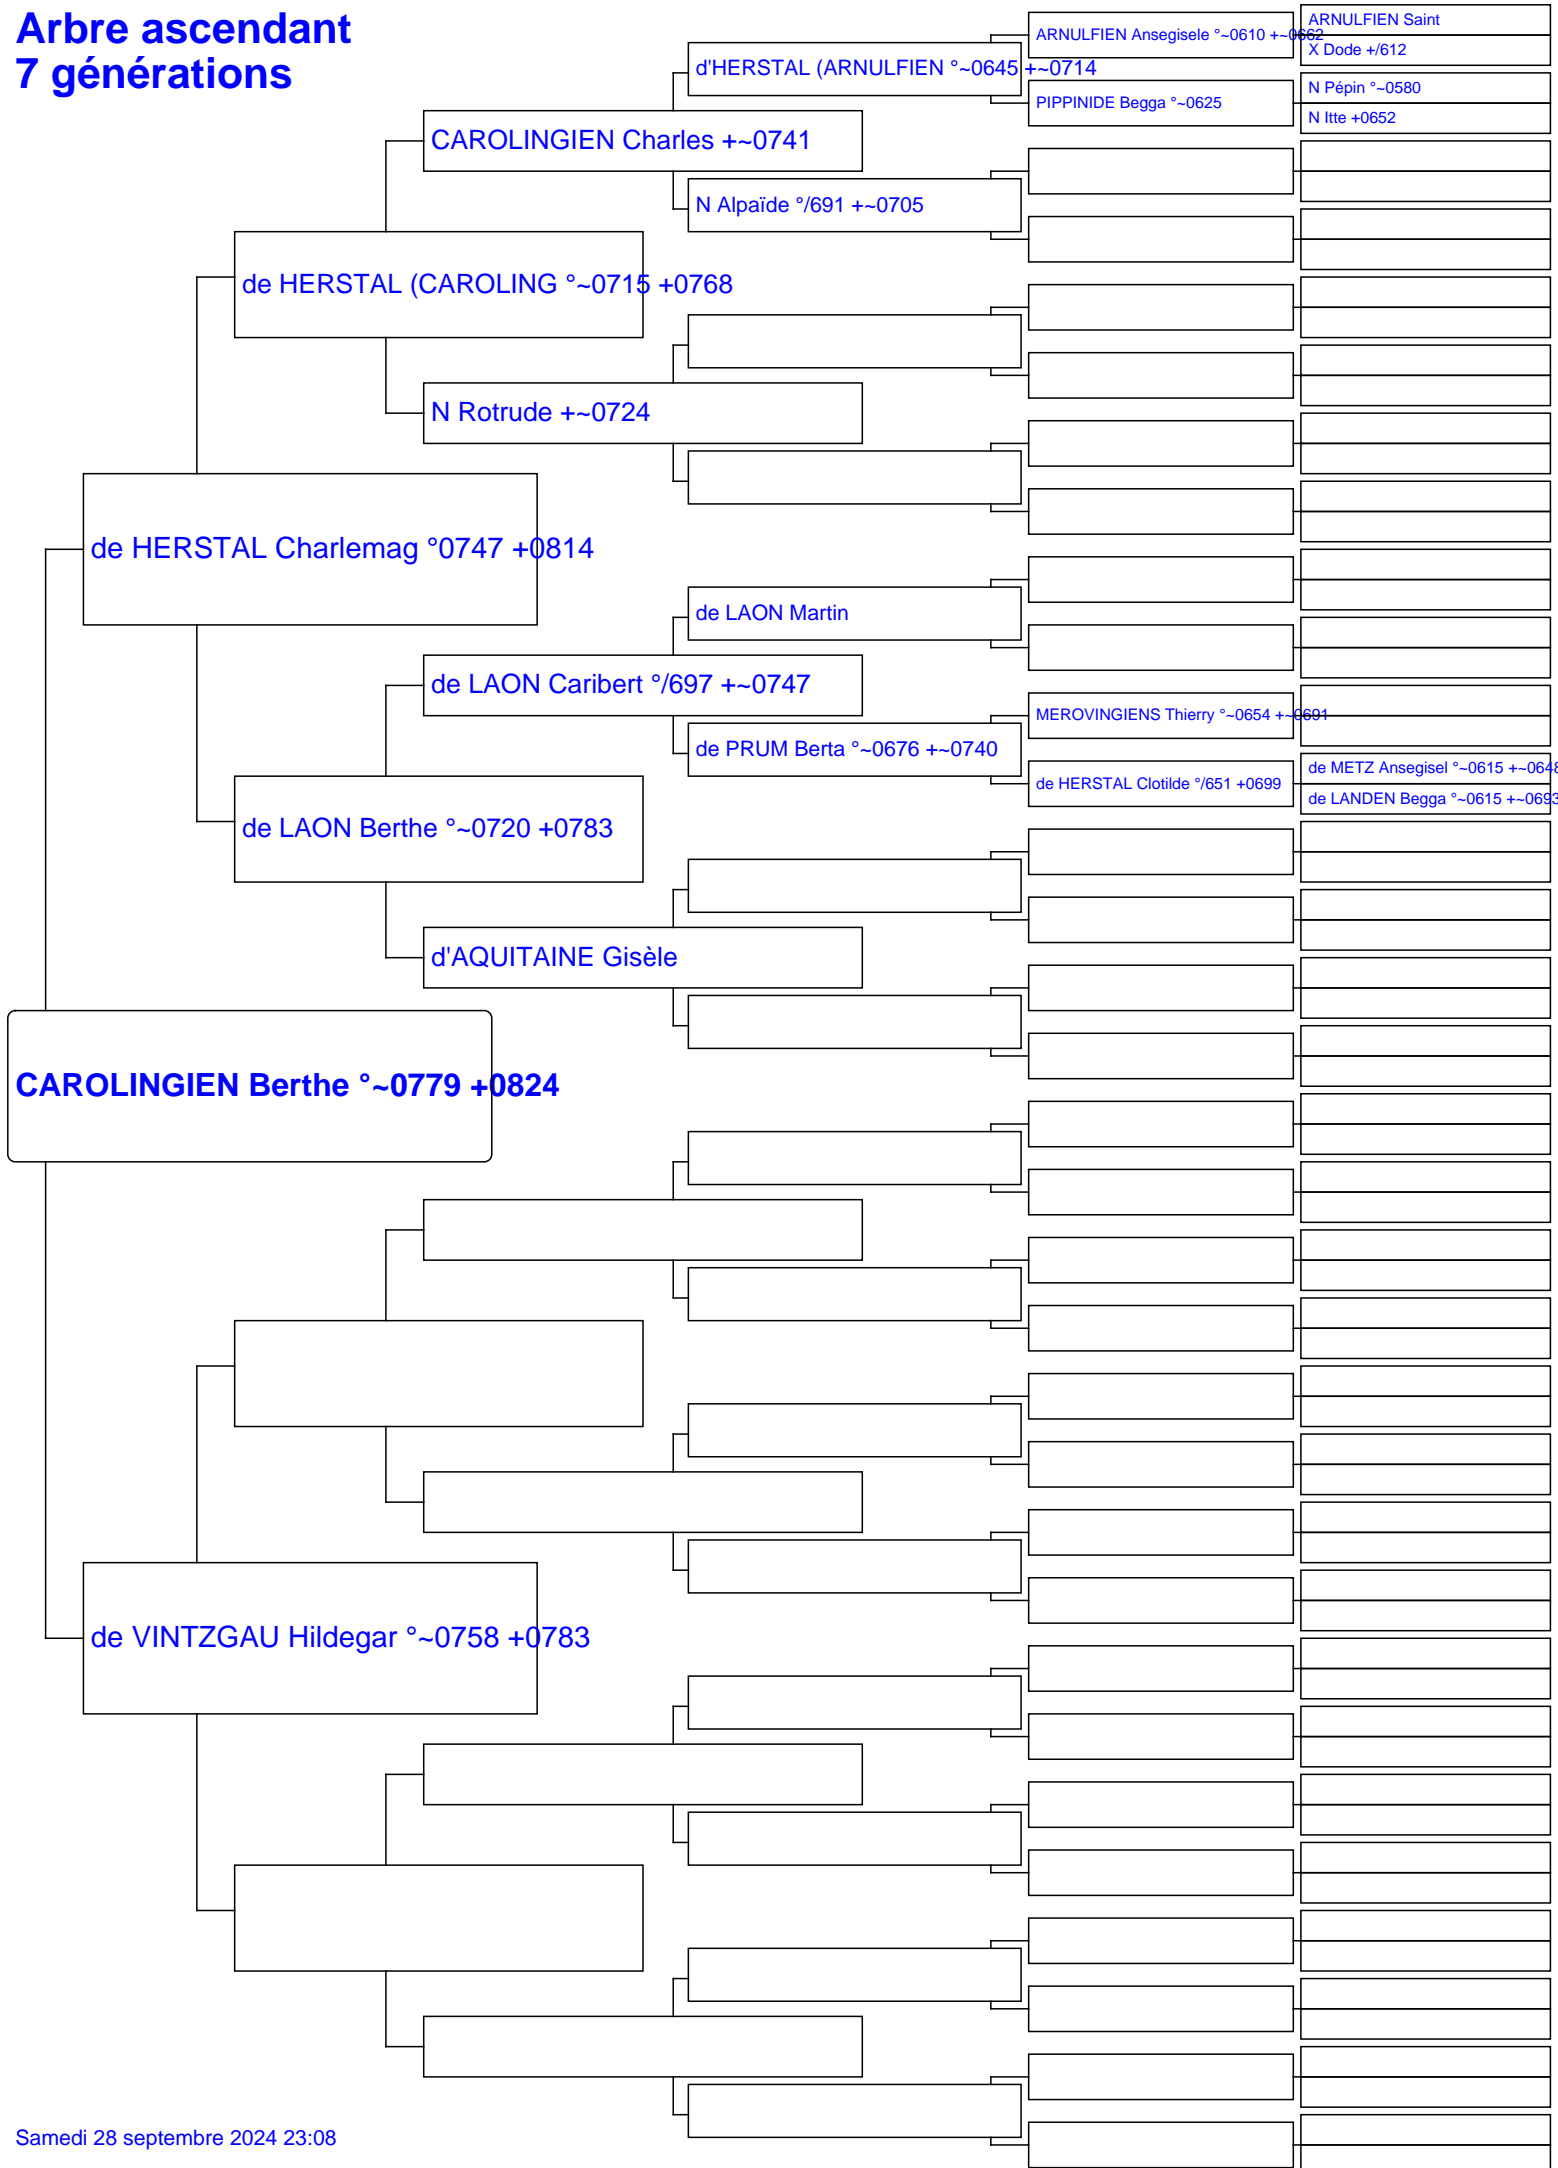 Arbre ascendant
7 générations
ARNULFIEN Saint
ARNULFIEN Ansegisele °~0610 +~0662
X Dode +/612
d'HERSTAL (ARNULFIEN °~0645 +~0714
N Pépin °~0580
PIPPINIDE Begga °~0625
N Itte +0652
CAROLINGIEN Charles +~0741
N Alpaïde °/691 +~0705
de HERSTAL (CAROLING °~0715 +0768
N Rotrude +~0724
de HERSTAL Charlemag °0747 +0814
de LAON Martin
de LAON Caribert °/697 +~0747
MEROVINGIENS Thierry °~0654 +~0691
de PRUM Berta °~0676 +~0740
de METZ Ansegisel °~0615 +~0648
de HERSTAL Clotilde °/651 +0699
de LANDEN Begga °~0615 +~0693
de LAON Berthe °~0720 +0783
d'AQUITAINE Gisèle
CAROLINGIEN Berthe °~0779 +0824
de VINTZGAU Hildegar °~0758 +0783
Samedi 28 septembre 2024 23:08